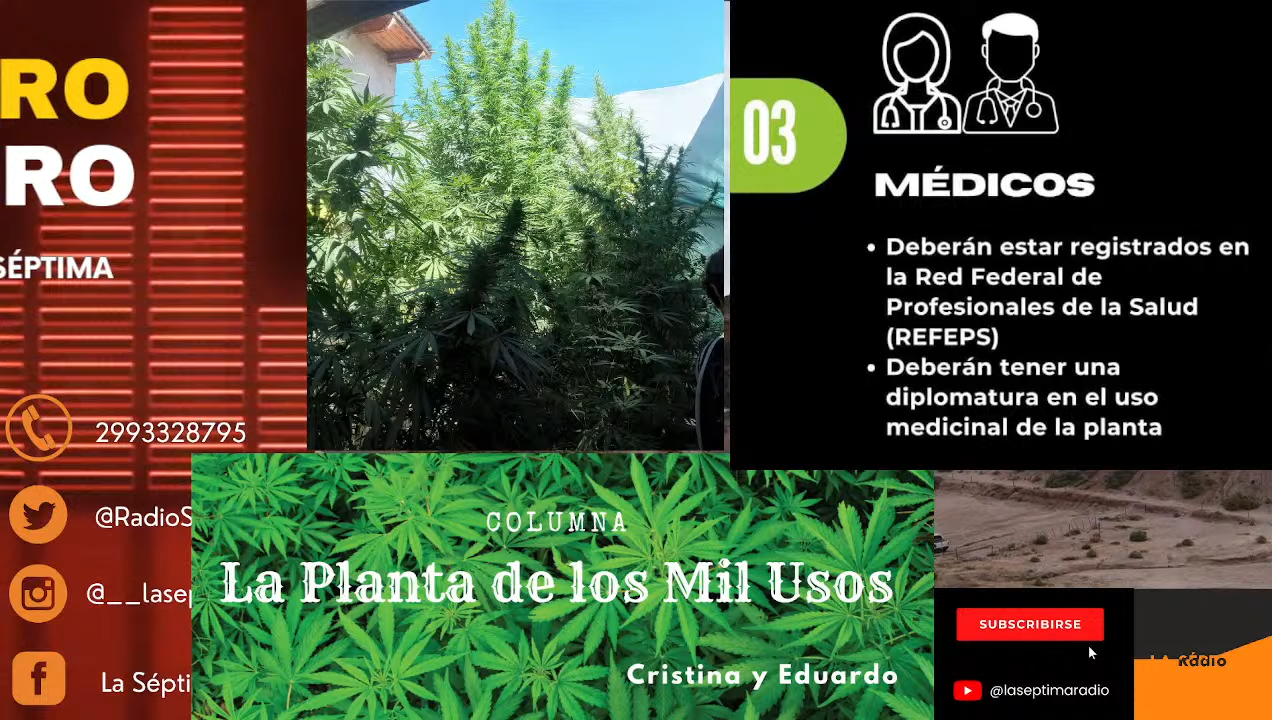 RO
RO
SÉPTIMA
2993328795
@RadioS
@__lasep
La Sépti
03
MÉDICOS
• Deberán estar registrados en
la Red Federal de
Profesionales de la Salud
(REFEPS)
• Deberán tener una
diplomatura en el uso
medicinal de la planta
COLUMNA
La Planta de los Mil Usos
Cristina y Eduardo
SUBSCRIBIRSE
@laseptimaradio
Rádio